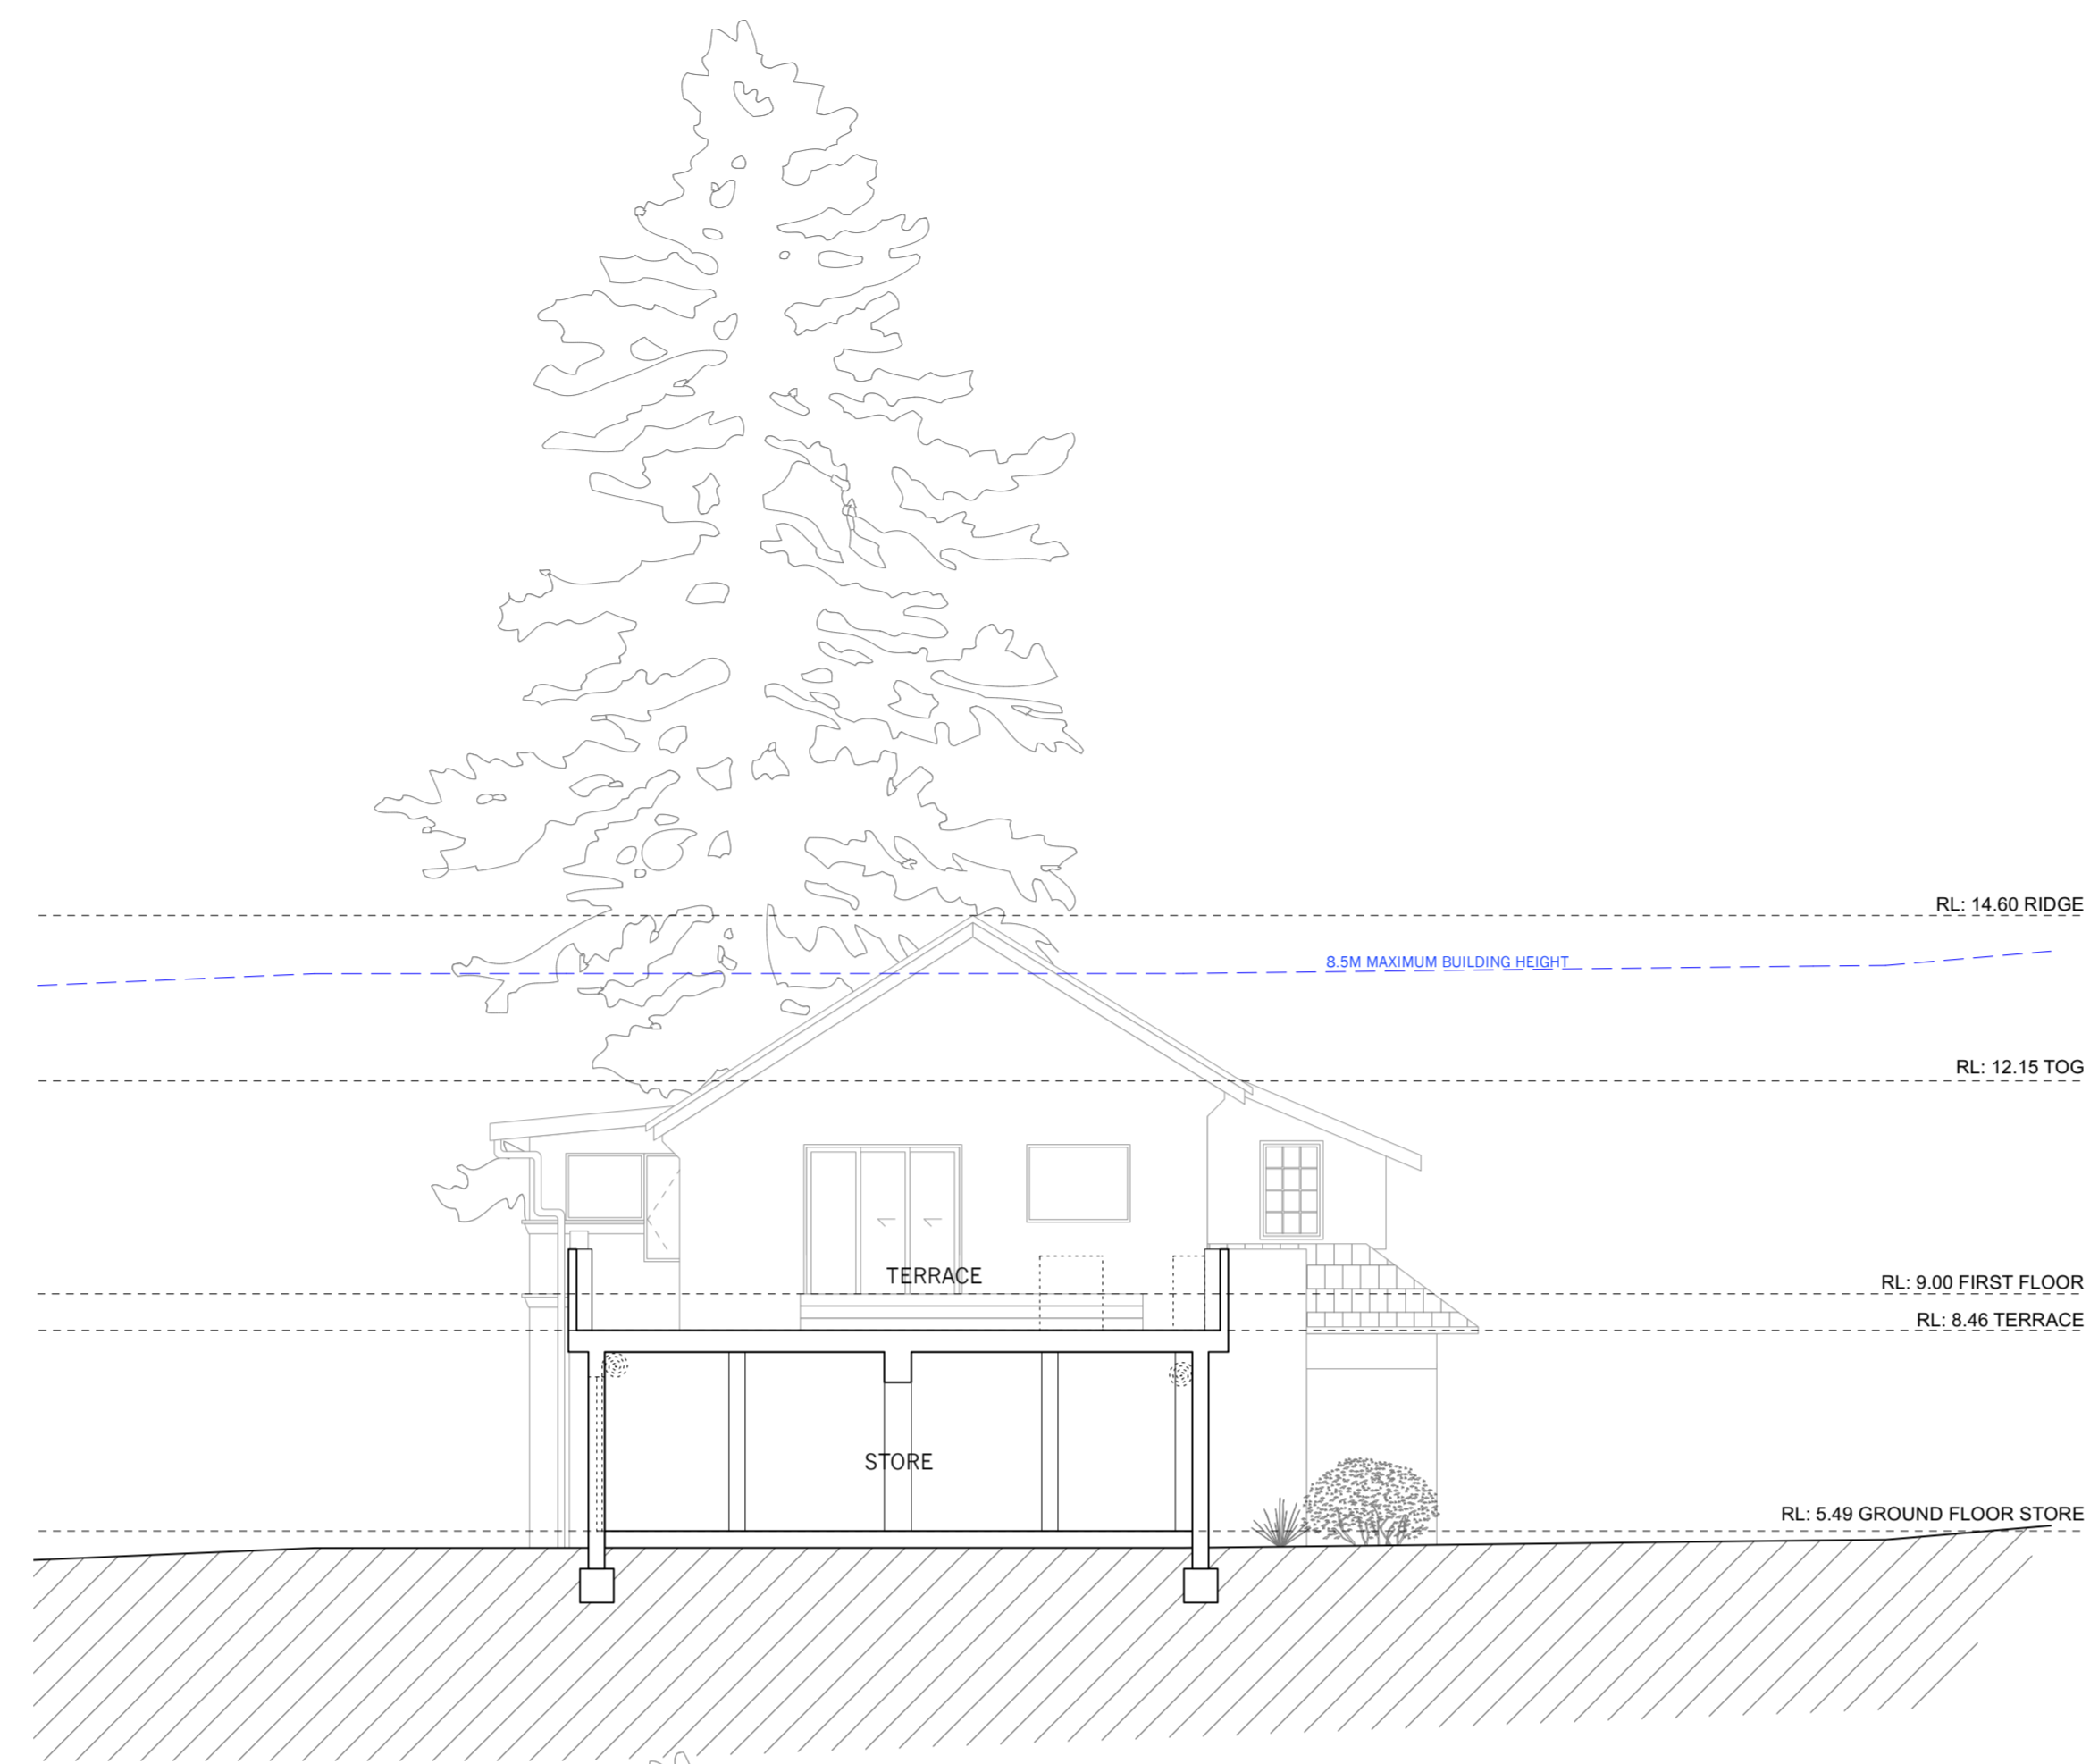 RL: 14.60 RIDGE
8.5M MAXIMUM BUILDING HEIGHT
RL: 12.15 TOG
TERRACE
RL: 9.00 FIRST FLOOR
RL: 8.46 TERRACE
STORE
RL: 5.49 GROUND FLOOR STORE